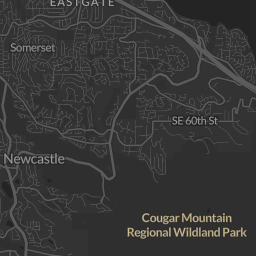 EASTGATE
Somerset
SE 60th St
Newcastle
Cougar Mountain
Regional Wildland Park